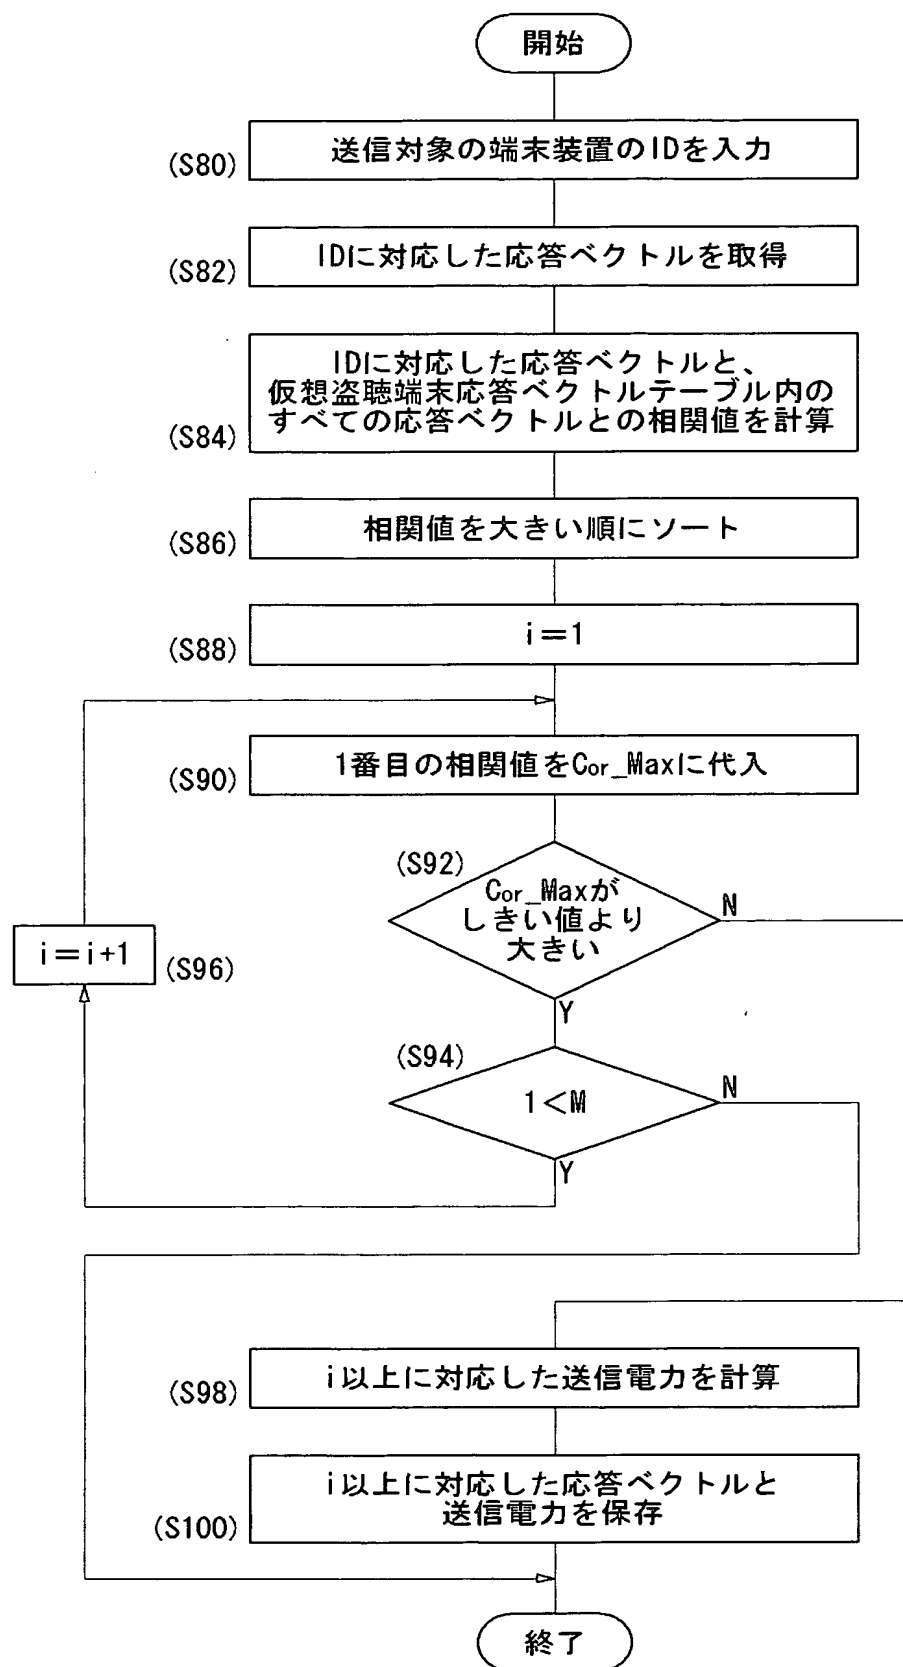 開始
(S80)
送信対象の端末装置のIDを入力
(S82)
IDに対応した応答ベクトルを取得
(S84)
IDに対応した応答ベクトルと、
仮想盗聴端末応答ベクトルテーブル内の
すべての応答ベクトルとの相関値を計算
(S86)
相関値を大きい順にソート
(S88)
i=1
(S90)
1番目の相関値をCor_Maxに代入
(S92)
Cor_Maxが
しきい値より
大きい
N
Y
i=i+1
(S96)
(S94)
1<M
N
Y
(S98)
i以上に対応した送信電力を計算
(S100)
i以上に対応した応答ベクトルと
送信電力を保存
終了